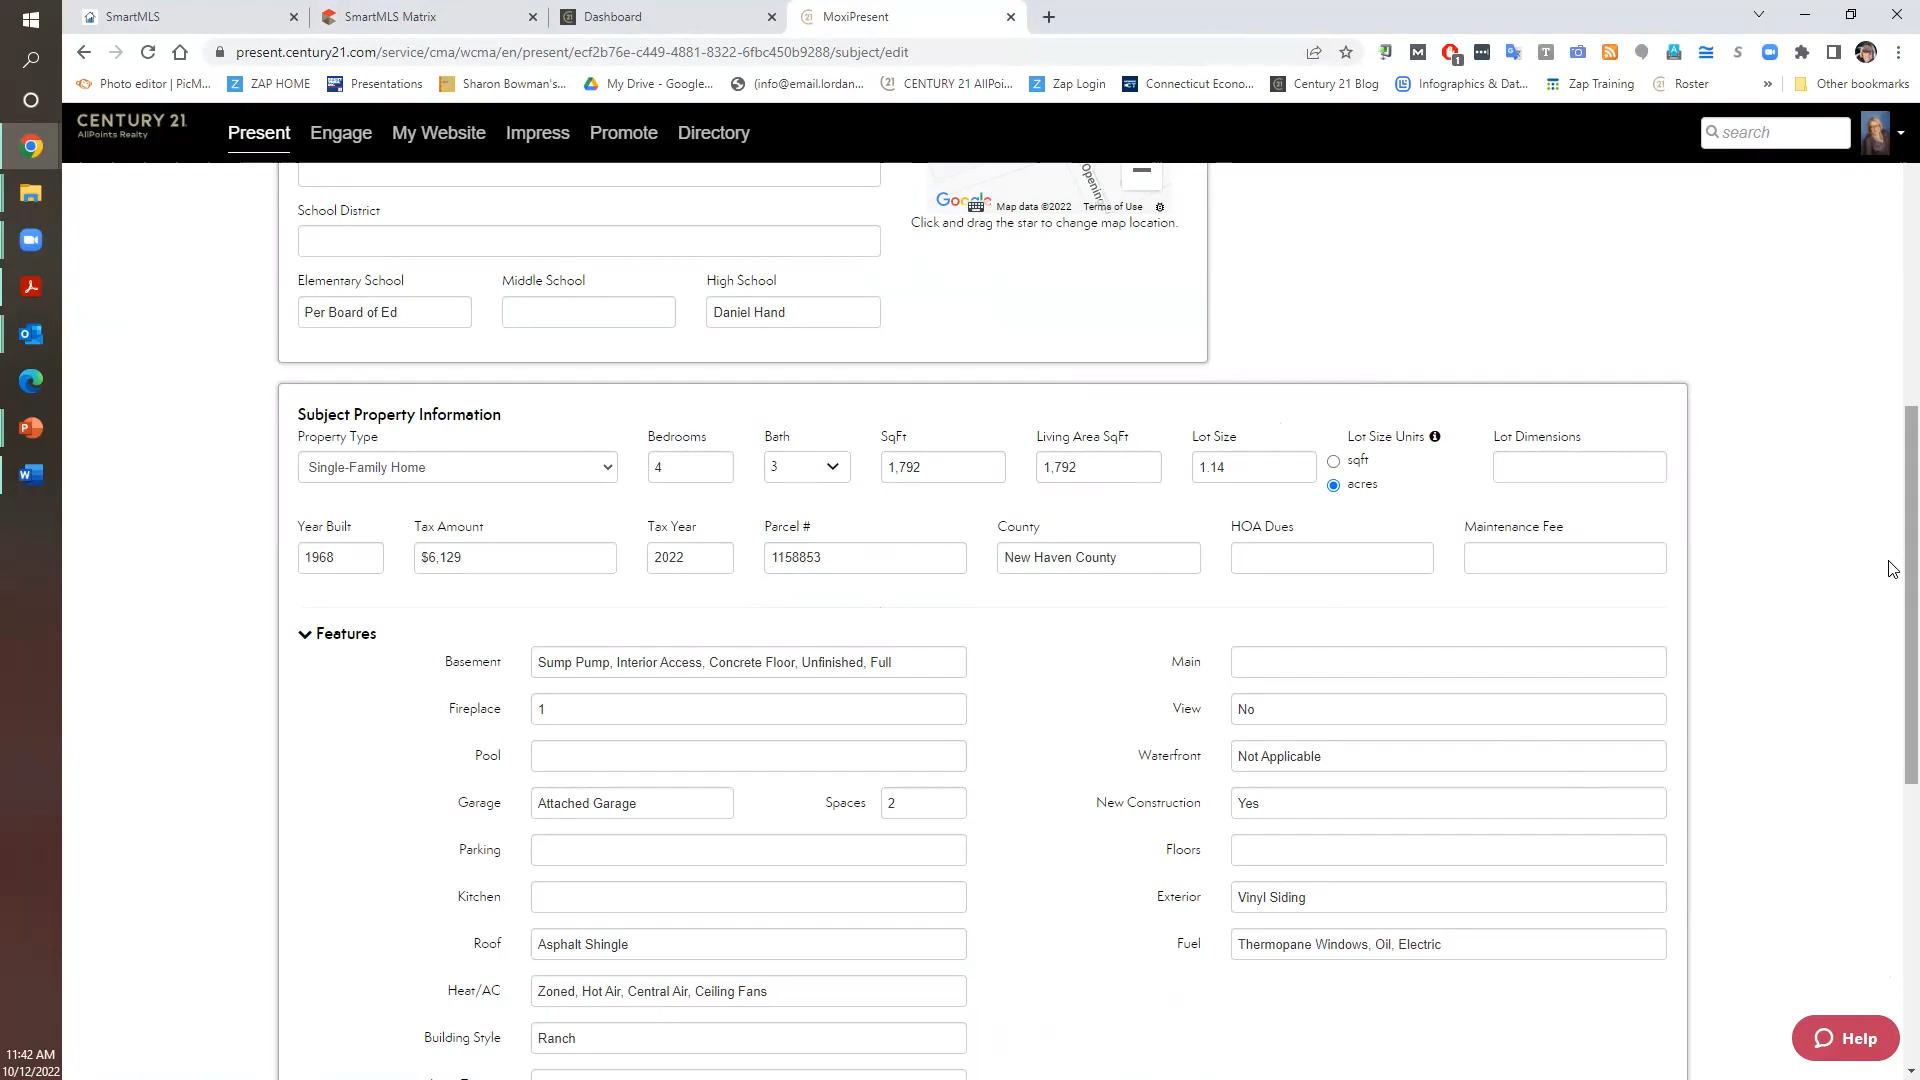 SmartMLS
SmartMLS Matrix
Dashboard
MoxiPresent
present.century21.com/service/cma/wcma/en/present/ecf2b76e-c449-4881-8322-6fbc450b9288/subject/edit
Photo editor | PicM...
ZAP HOME
Presentations
Sharon Bowman's...
My Drive - Google...
(info@email.lordan...
CENTURY 21 AllPoi...
Zap Login
Connecticut Econo...
Century 21 Blog
Infographics & Dat...
Zap Training
Roster
»
Other bookmarks
CENTURY 21
AllPoints Realty
Present
Engage
My Website
Impress
Promote
Directory
search
Opening
Google
Map data ©2022
Terms of Use
Click and drag the star to change map location.
School District
Elementary School
Middle School
High School
Per Board of Ed
Daniel Hand
Subject Property Information
Property Type
Bedrooms
Bath
SqFt
Living Area SqFt
Lot Size
Lot Size Units
Lot Dimensions
Single-Family Home
4
3
1,792
1,792
1.14
sqft
acres
Year Built
Tax Amount
Tax Year
Parcel #
County
HOA Dues
Maintenance Fee
1968
$6,129
2022
1158853
New Haven County
Features
Basement
Sump Pump, Interior Access, Concrete Floor, Unfinished, Full
Main
Fireplace
1
View
No
Pool
Waterfront
Not Applicable
Garage
Attached Garage
Spaces
2
New Construction
Yes
Parking
Floors
Kitchen
Exterior
Vinyl Siding
Roof
Asphalt Shingle
Fuel
Thermopane Windows, Oil, Electric
Heat/AC
Zoned, Hot Air, Central Air, Ceiling Fans
Building Style
Ranch
Help
11:42 AM
10/12/2022